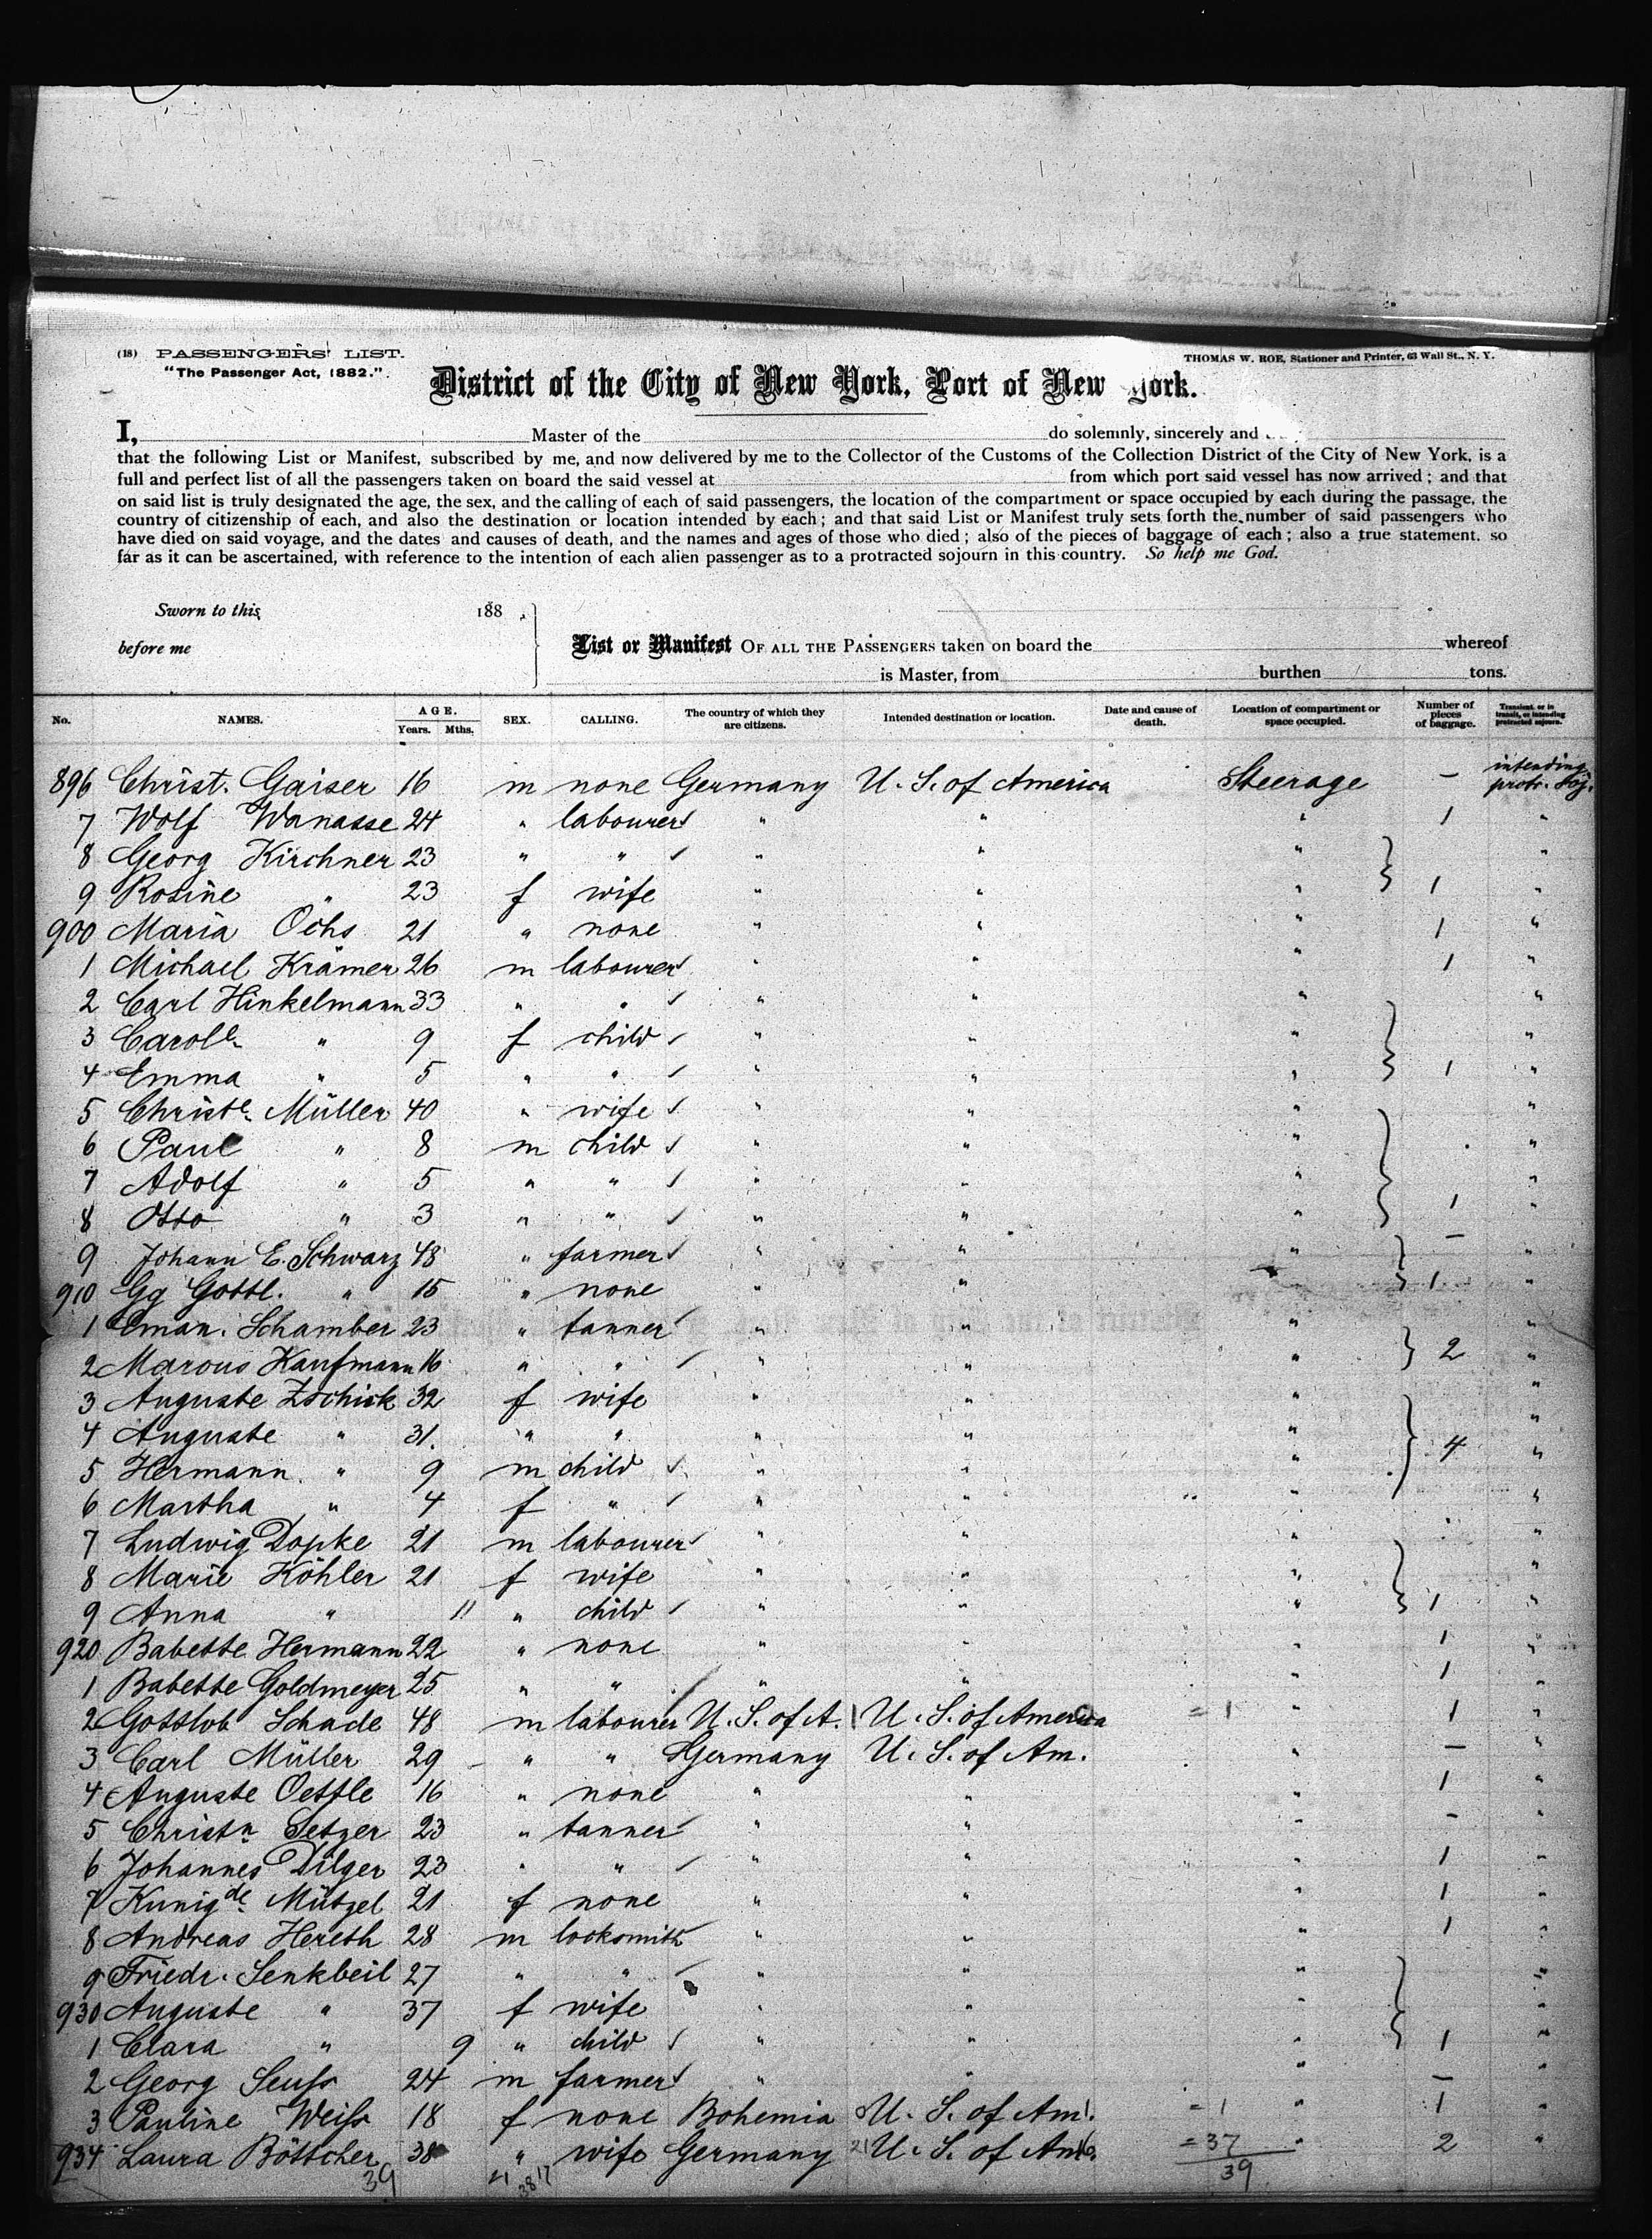 (18) PASSENGERS' LIST.
"The Passenger Act, 1882."
THOMAS W. ROE, Stationer and Printer, 63 Wall St., N. Y.
District of the City of New York, Port of New York.
I, Master of the do solemnly, sincerely and
that the following List or Manifest, subscribed by me, and now delivered by me to the Collector of the Customs of the Collection District of the City of New York, is a
full and perfect list of all the passengers taken on board the said vessel at from which port said vessel has now arrived; and that
on said list is truly designated the age, the sex, and the calling of each of said passengers, the location of the compartment or space occupied by each during the passage, the
country of citizenship of each, and also the destination or location intended by each; and that said List or Manifest truly sets forth the number of said passengers who
have died on said voyage, and the dates and causes of death, and the names and ages of those who died; also of the pieces of baggage of each; also a true statement, so
far as it can be ascertained, with reference to the intention of each alien passenger as to a protracted sojourn in this country. So help me God.
Sworn to this 188
before me
List or Manifest OF ALL THE PASSENGERS taken on board the whereof
is Master, from burthen tons.
No. NAMES. AGE. Years. Mths. SEX. CALLING. The country of which they are citizens. Intended destination or location. Date and cause of death. Location of compartment or space occupied. Number of pieces of baggage. Transient, or in transit, or intending protracted sojourn.
896 Christ. Gaiser 16 m none Germany U. S. of America Steerage – intending protr. soj.
7 Wolf Wanasse 24 " labourer " " " 1 "
8 Georg Kirchner 23 " " " " " "
9 Rosine " 23 f wife " " " 1 "
900 Maria Ochs 21 " none " " " 1 "
1 Michael Krämer 26 m labourer " " " 1 "
2 Carl Hinkelmann 33 " " " " " "
3 Carolle " 9 f child " " " "
4 Emma " 5 " " " " " 1 "
5 Christe Müller 40 " wife " " " "
6 Paul " 8 m child " " " "
7 Adolf " 5 " " " " " "
8 Otto " 3 " " " " " 1 "
9 Johann E. Schwarz 48 " farmer " " " – "
910 Gg Gottl. " 15 " none " " " 1 "
1 Eman. Schamber 23 " tanner " " " "
2 Marcus Kaufmann 16 " " " " " 2 "
3 Auguste Zschick 32 f wife " " " "
4 Auguste " 31 " " " " " "
5 Hermann " 9 m child " " " 4 "
6 Martha " 4 f " " " " "
7 Ludwig Dopke 21 m labourer " " " "
8 Marie Köhler 21 f wife " " " "
9 Anna " 11 " child " " " 1 "
920 Babette Hermann 22 " none " " " 1 "
1 Babette Goldmeyer 25 " " " " " 1 "
2 Gottlob Schade 48 m labourer U. S. of A. U. S. of America = 1 " 1 "
3 Carl Müller 29 " " Germany U. S. of Am. " – "
4 Auguste Oettle 16 " none " " " 1 "
5 Christn Setzer 23 " tanner " " " – "
6 Johannes Dilger 23 " " " " " 1 "
7 Kunigde Mützel 21 f none " " " 1 "
8 Andreas Hereth 28 m locksmith " " " 1 "
9 Friedr. Senkbeil 27 " " " " " "
930 Auguste " 37 f wife " " " "
1 Clara " 9 " child " " " 1 "
2 Georg Seuss 24 m farmer " " " – "
3 Pauline Weiss 18 f none Bohemia U. S. of Am. = 1 " 1 "
934 Laura Böttcher 38 " wife Germany 21 U. S. of Am. = 37 " 2 "
39 21 39